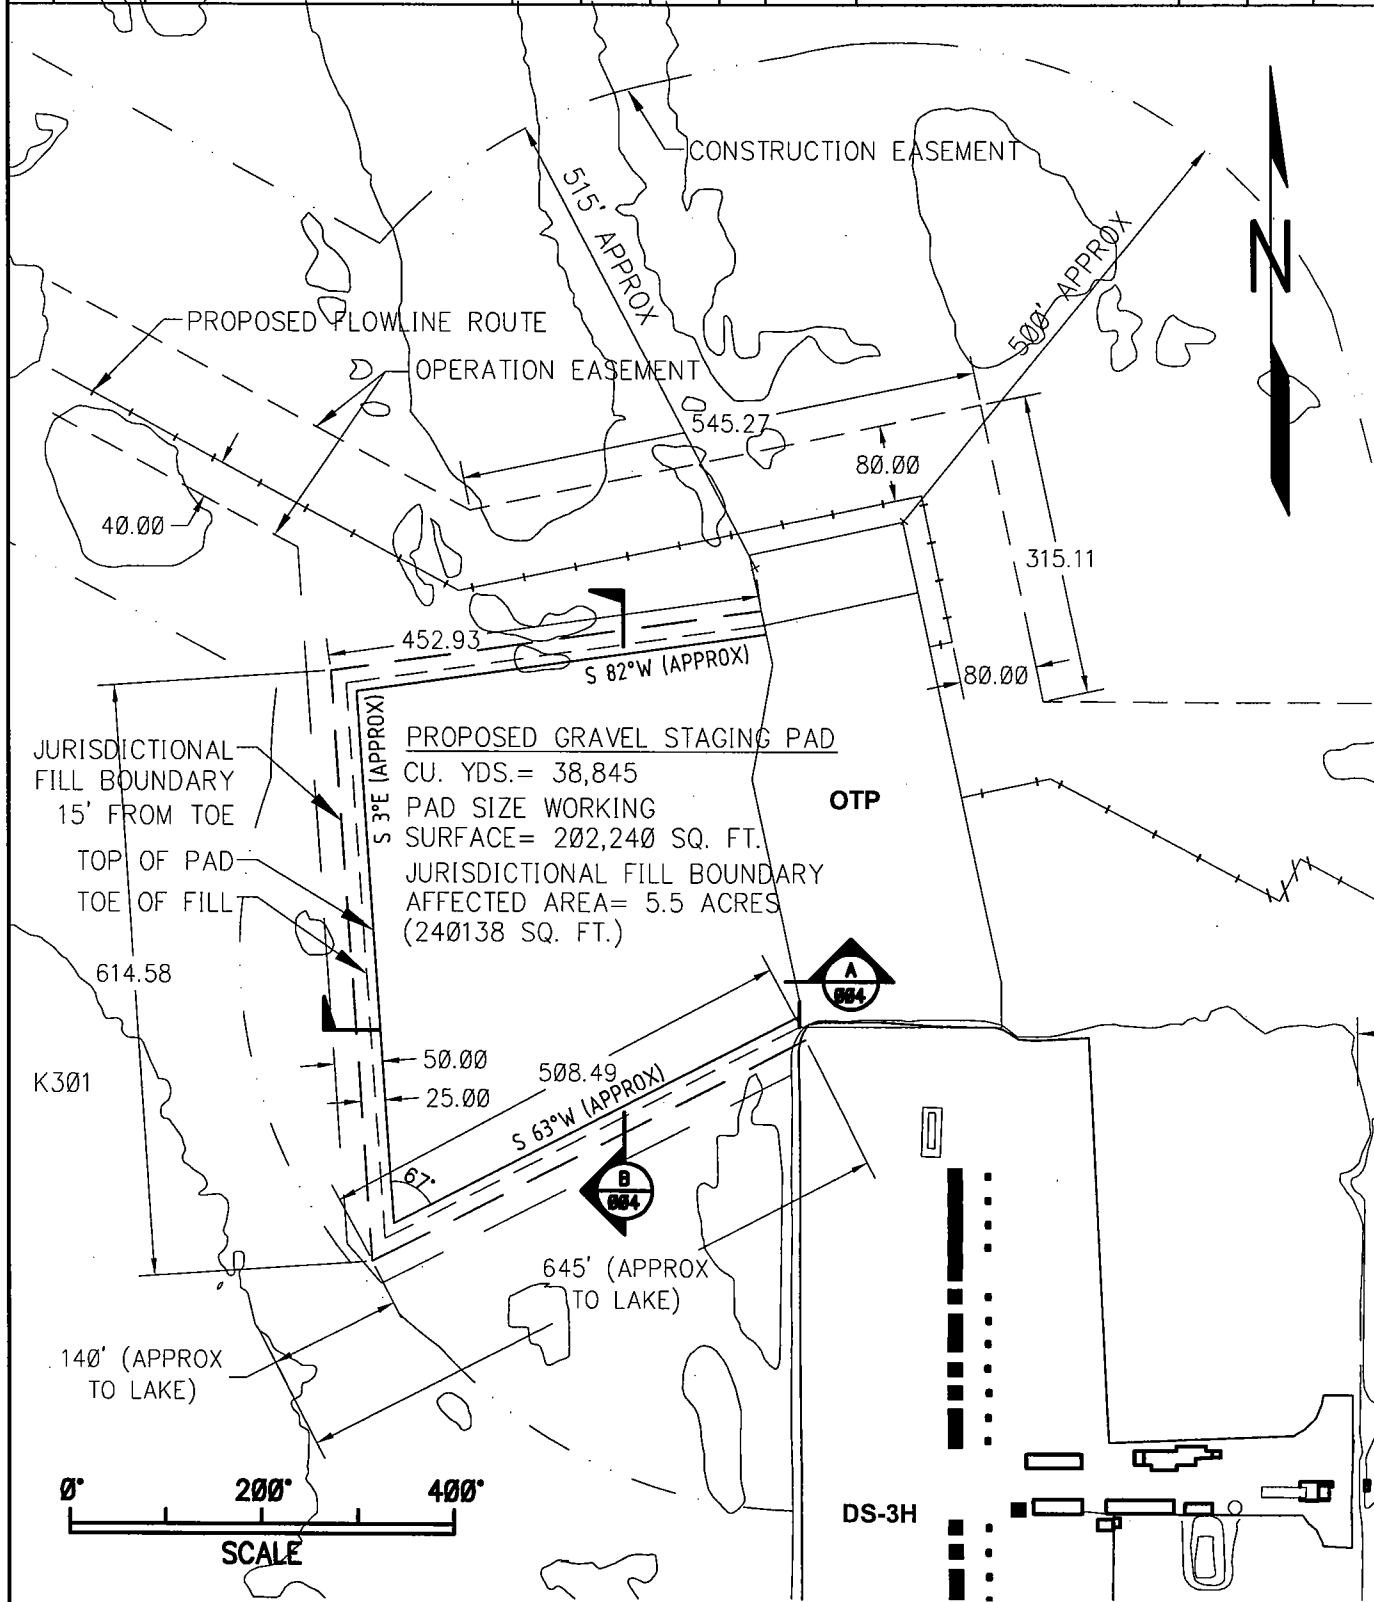 CONSTRUCTION EASEMENT
515' APPROX
500' APPROX
N
PROPOSED FLOWLINE ROUTE
OPERATION EASEMENT
545.27
80.00
40.00
315.11
452.93
S 82°W (APPROX)
80.00
S 3°E (APPROX)
PROPOSED GRAVEL STAGING PAD
CU. YDS.= 38,845
PAD SIZE WORKING
SURFACE= 202,240 SQ. FT.
JURISDICTIONAL FILL BOUNDARY
AFFECTED AREA= 5.5 ACRES
(240138 SQ. FT.)
JURISDICTIONAL
FILL BOUNDARY
15' FROM TOE
TOP OF PAD
TOE OF FILL
OTP
614.58
A
004
K301
50.00
25.00
508.49
S 63°W (APPROX)
67°
B
004
645' (APPROX
TO LAKE)
140' (APPROX
TO LAKE)
0'
200'
400'
SCALE
DS-3H